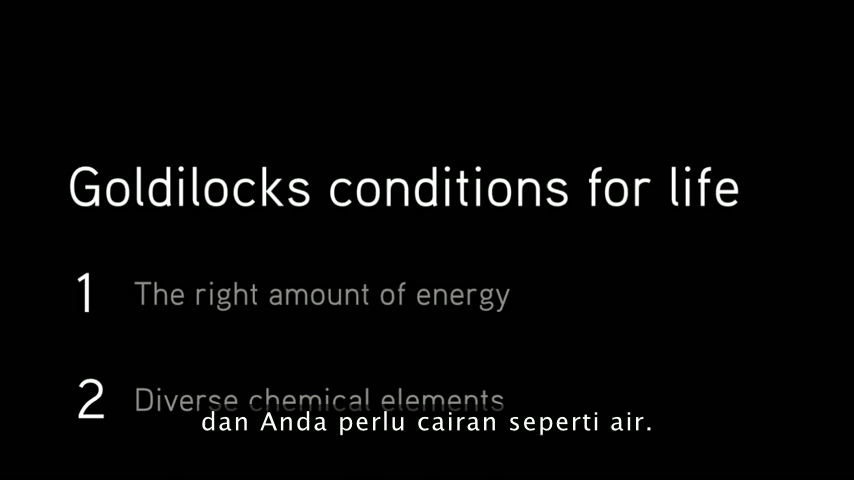 Goldilocks conditions for life
1 The right amount of energy
2 Diverse chemical elements
dan Anda perlu cairan seperti air.